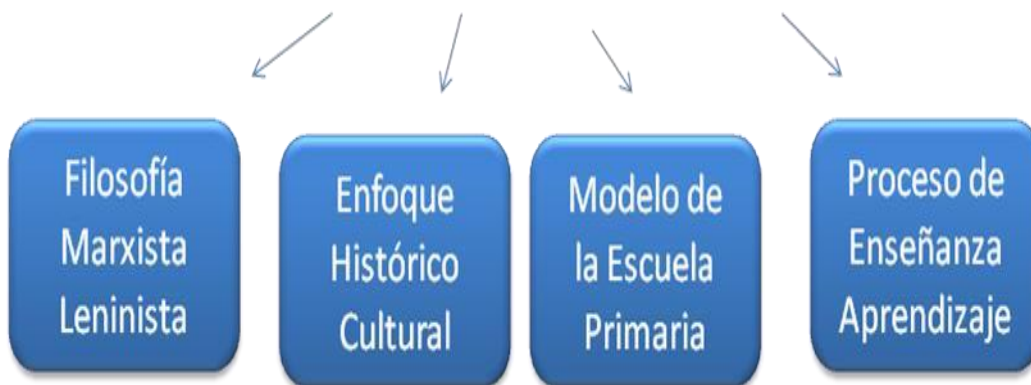 Filosofía
Marxista
Leninista
Enfoque
Histórico
Cultural
Modelo de
la Escuela
Primaria
Proceso de
Enseñanza
Aprendizaje